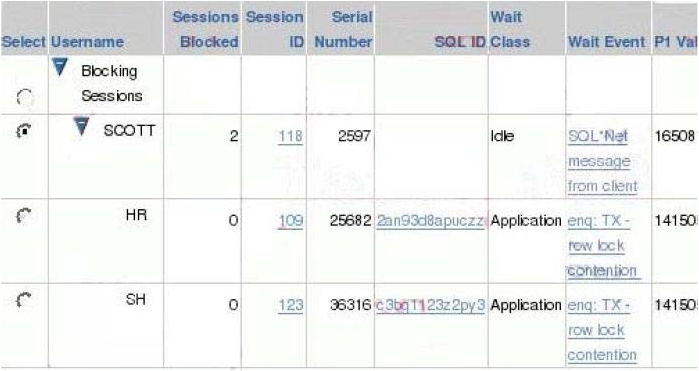 Select Username Sessions Blocked Session ID Serial Number SQL ID Wait Class Wait Event P1 Val
Blocking Sessions
SCOTT 2 118 2597 Idle SQL*Net message from client 16508
HR 0 109 25682 Application enq: TX - row lock contention 14150
SH 0 123 36316 Application enq: TX - row lock contention 14150